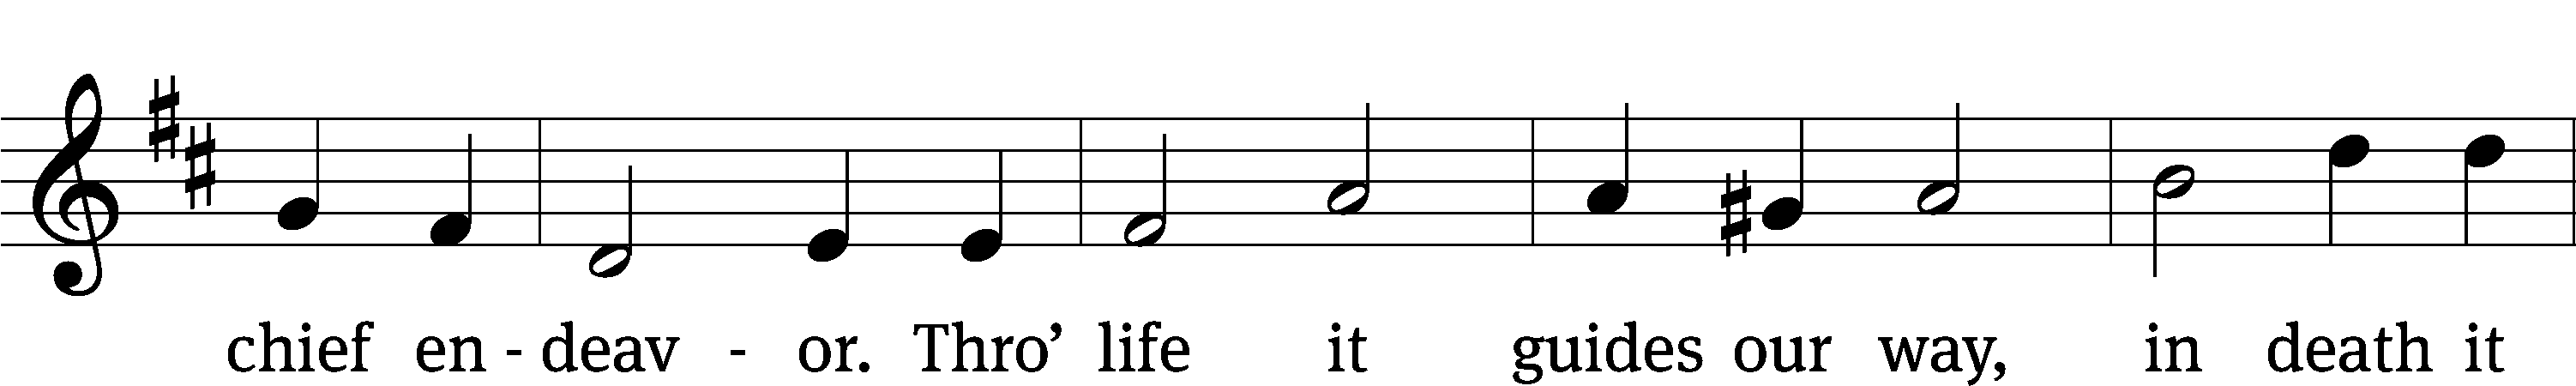 chief en - deav - or. Thro’ life it guides our way, in death it